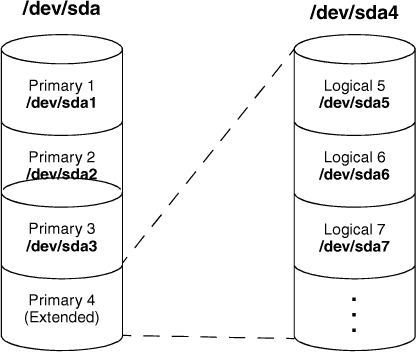 /dev/sda
Primary 1
/dev/sda1
Primary 2
/dev/sda2
Primary 3
/dev/sda3
Primary 4
(Extended)
/dev/sda4
Logical 5
/dev/sda5
Logical 6
/dev/sda6
Logical 7
/dev/sda7